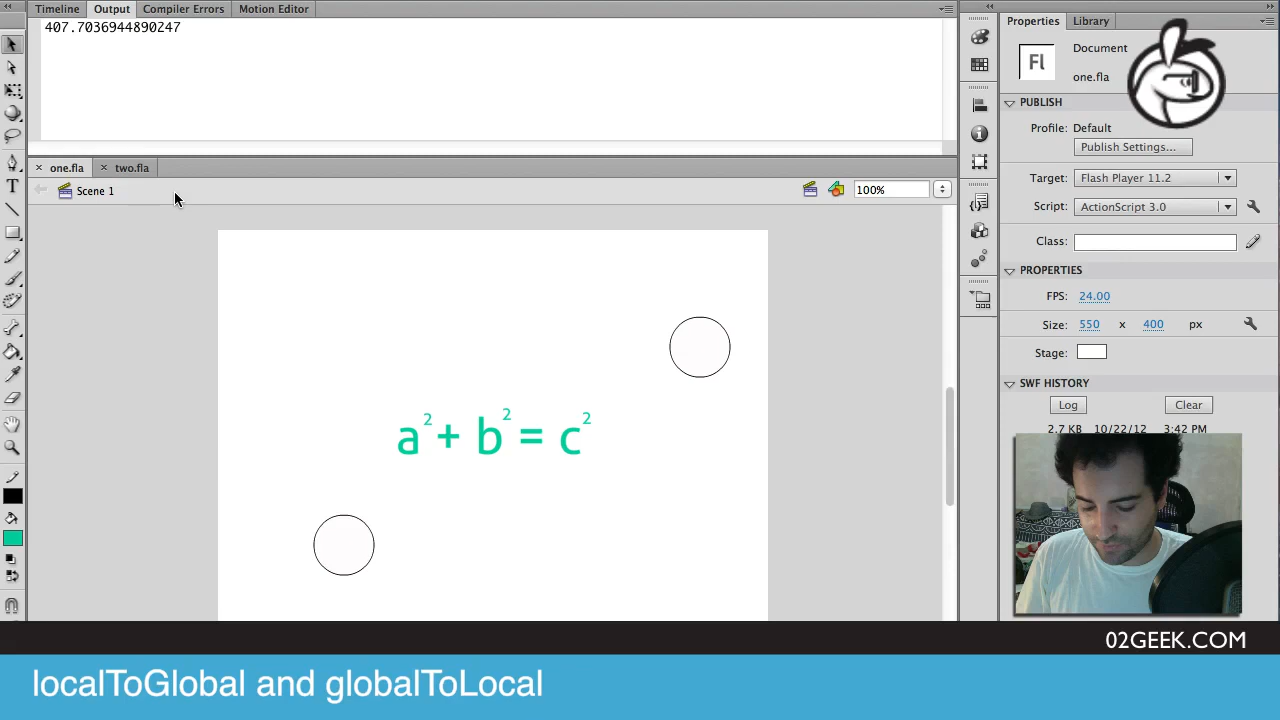 Timeline Output Compiler Errors Motion Editor
407.7036944890247
one.fla two.fla
Scene 1
100%
a² + b² = c²
T
Properties Library
Fl
Document
one.fla
PUBLISH
Profile: Default
Publish Settings...
Target: Flash Player 11.2
Script: ActionScript 3.0
Class:
PROPERTIES
FPS: 24.00
Size: 550 x 400 px
Stage:
SWF HISTORY
Log Clear
2.7 KB 10/22/12 3:42 PM
02GEEK.COM
localToGlobal and globalToLocal